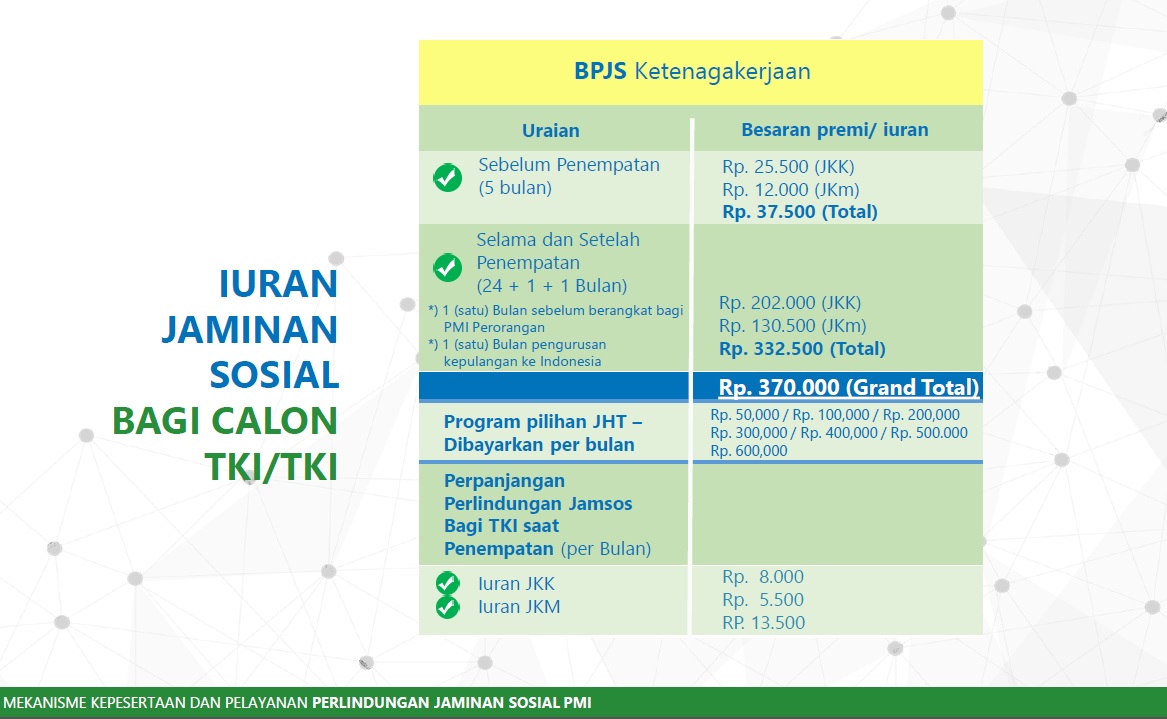 IURAN
JAMINAN
SOSIAL
BAGI CALON
TKI/TKI
BPJS Ketenagakerjaan
Uraian
Besaran premi/ iuran
Sebelum Penempatan
(5 bulan)
Rp. 25.500 (JKK)
Rp. 12.000 (JKm)
Rp. 37.500 (Total)
Selama dan Setelah
Penempatan
(24 + 1 + 1 Bulan)
*) 1 (satu) Bulan sebelum berangkat bagi
PMI Perorangan
*) 1 (satu) Bulan pengurusan
kepulangan ke Indonesia
Rp. 202.000 (JKK)
Rp. 130.500 (JKm)
Rp. 332.500 (Total)
Rp. 370.000 (Grand Total)
Program pilihan JHT –
Dibayarkan per bulan
Rp. 50,000 / Rp. 100,000 / Rp. 200,000
Rp. 300,000 / Rp. 400,000 / Rp. 500.000
Rp. 600,000
Perpanjangan
Perlindungan Jamsos
Bagi TKI saat
Penempatan (per Bulan)
Iuran JKK
Iuran JKM
Rp. 8.000
Rp. 5.500
RP. 13.500
MEKANISME KEPESERTAAN DAN PELAYANAN PERLINDUNGAN JAMINAN SOSIAL PMI